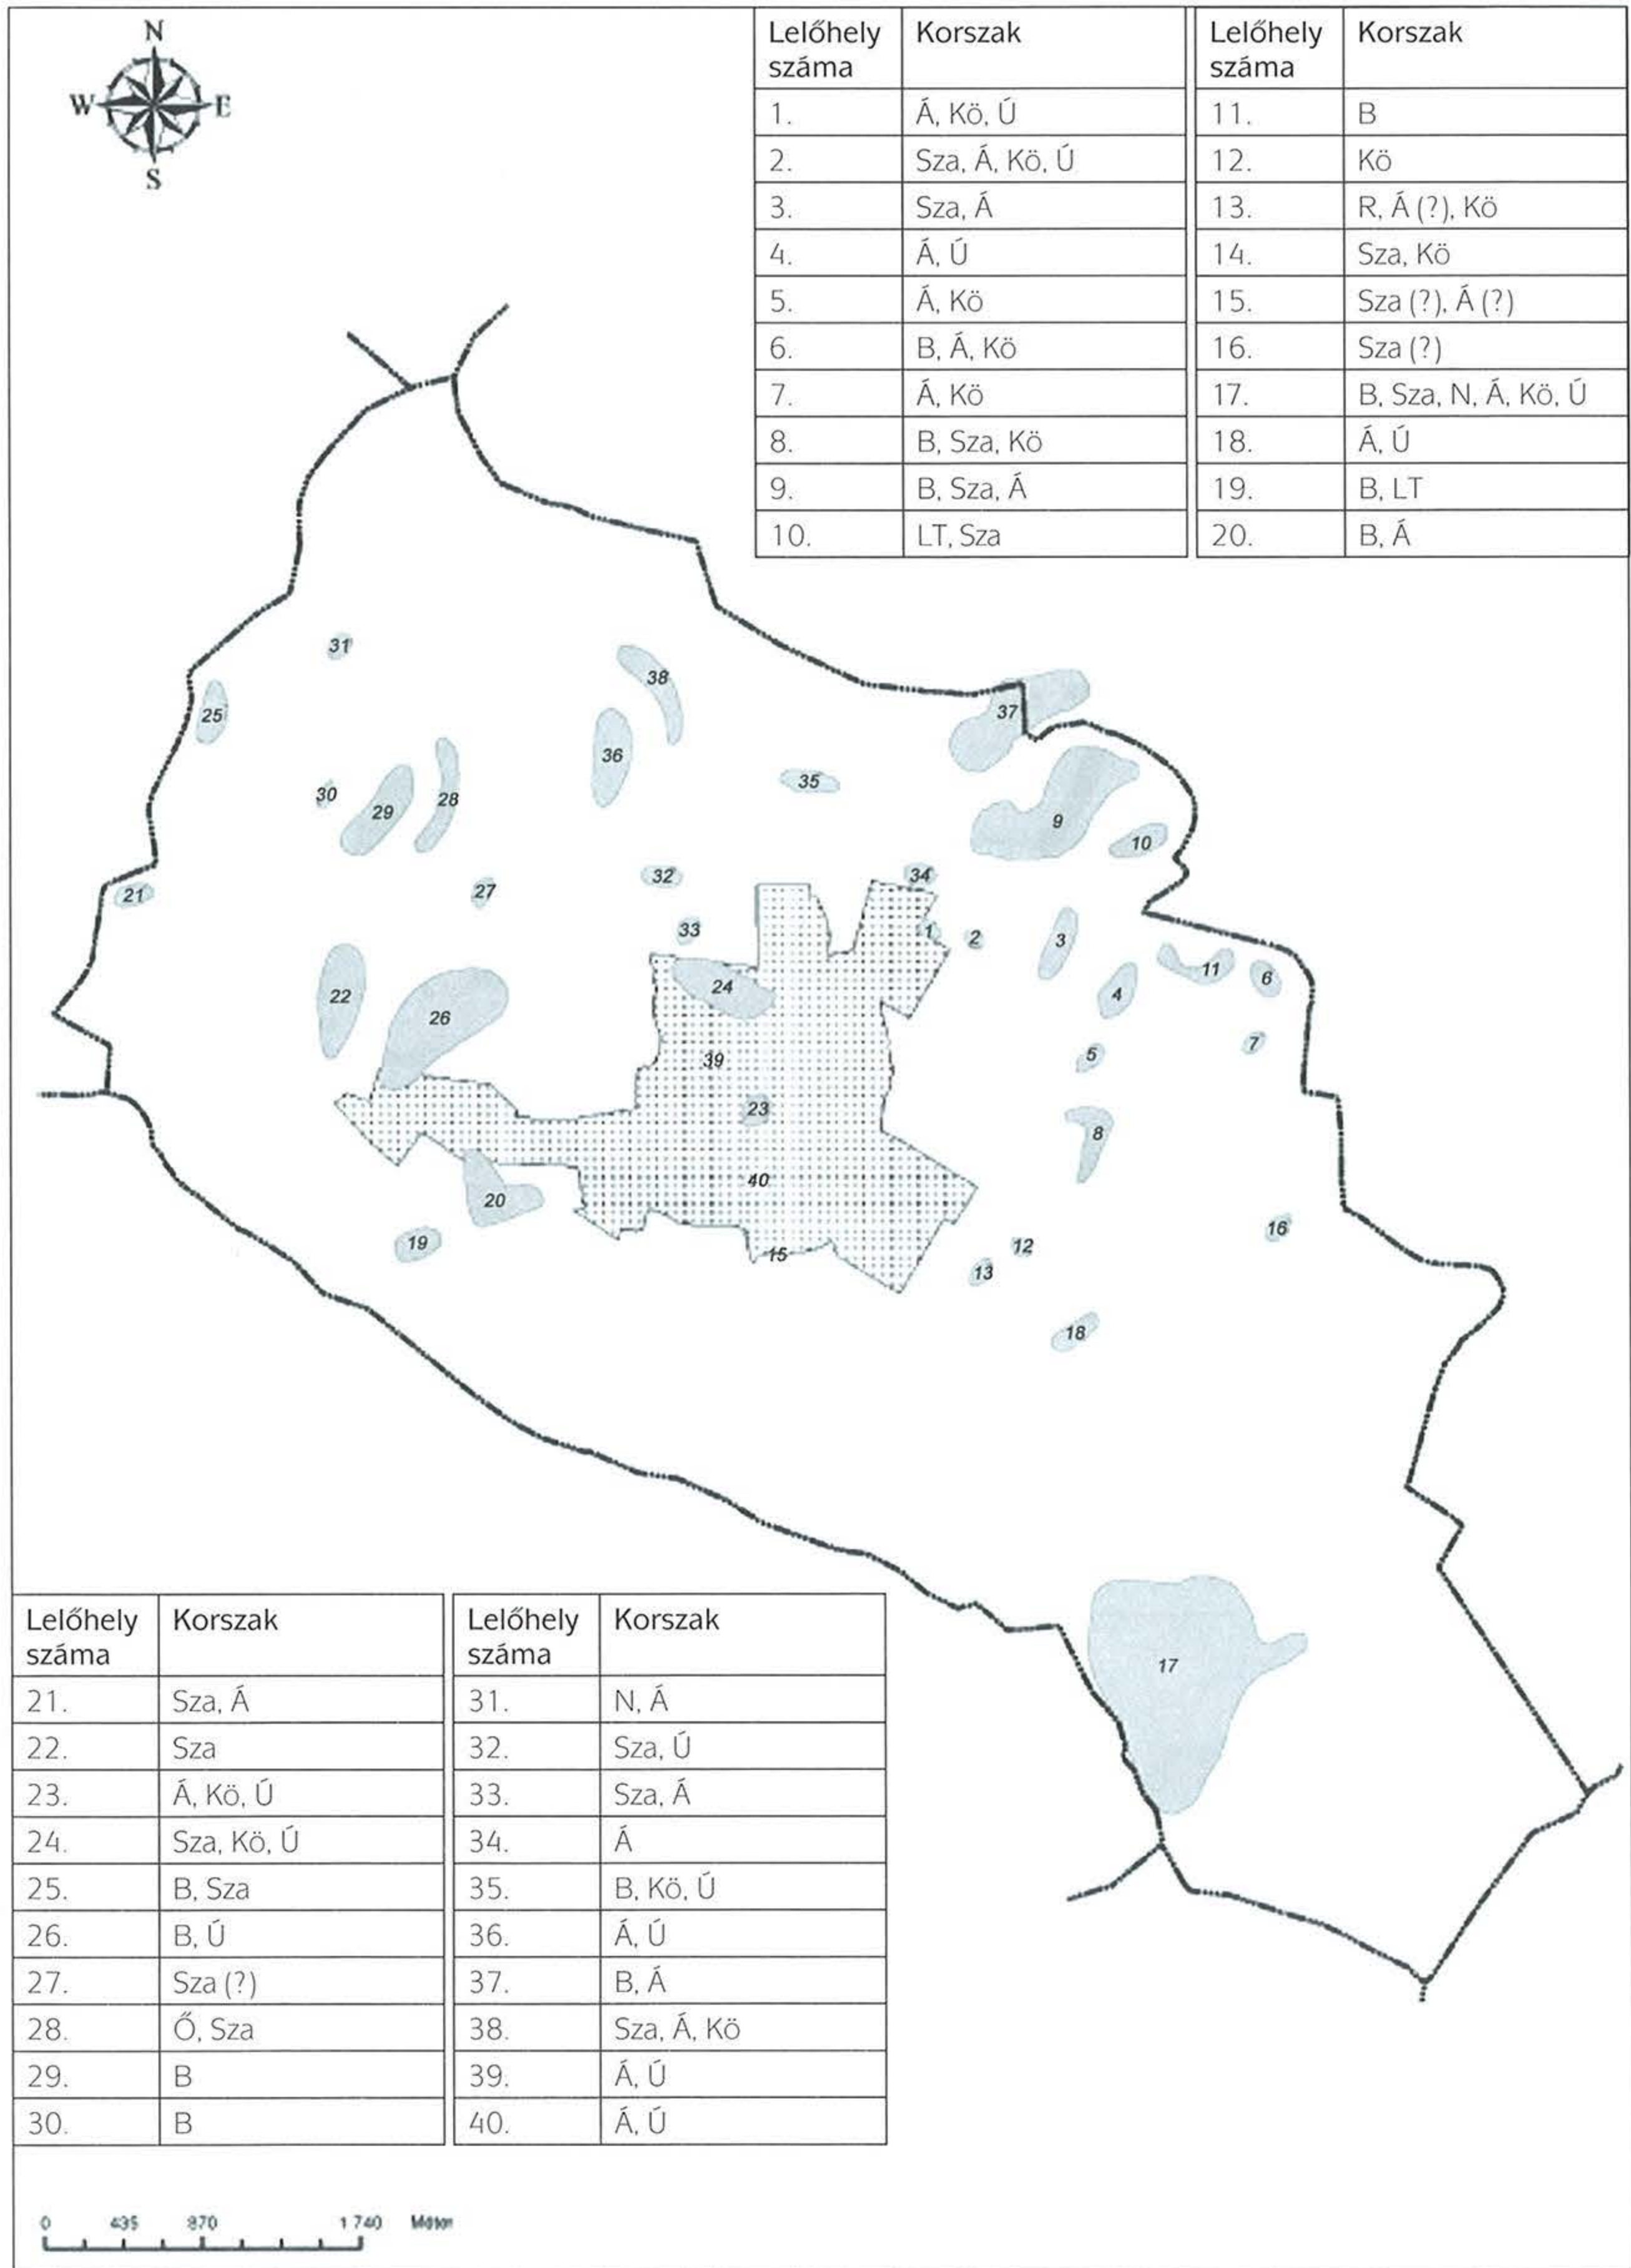 N
W E
S
Lelőhely száma Korszak Lelőhely száma Korszak
1. Á, Kö, Ú 11. B
2. Sza, Á, Kö, Ú 12. Kö
3. Sza, Á 13. R, Á (?), Kö
4. Á, Ú 14. Sza, Kö
5. Á, Kö 15. Sza (?), Á (?)
6. B, Á, Kö 16. Sza (?)
7. Á, Kö 17. B, Sza, N, Á, Kö, Ú
8. B, Sza, Kö 18. Á, Ú
9. B, Sza, Á 19. B, LT
10. LT, Sza 20. B, Á
31
38
25
37
36
35
30
29
28
9
10
21
27
32
34
33
1
2
3
11
6
22
26
24
4
39
5
7
23
8
40
20
19
15
12
13
16
18
17
Lelőhely száma Korszak Lelőhely száma Korszak
21. Sza, Á 31. N, Á
22. Sza 32. Sza, Ú
23. Á, Kö, Ú 33. Sza, Á
24. Sza, Kö, Ú 34. Á
25. B, Sza 35. B, Kö, Ú
26. B, Ú 36. Á, Ú
27. Sza (?) 37. B, Á
28. Ő, Sza 38. Sza, Á, Kö
29. B 39. Á, Ú
30. B 40. Á, Ú
0 435 870 1 740